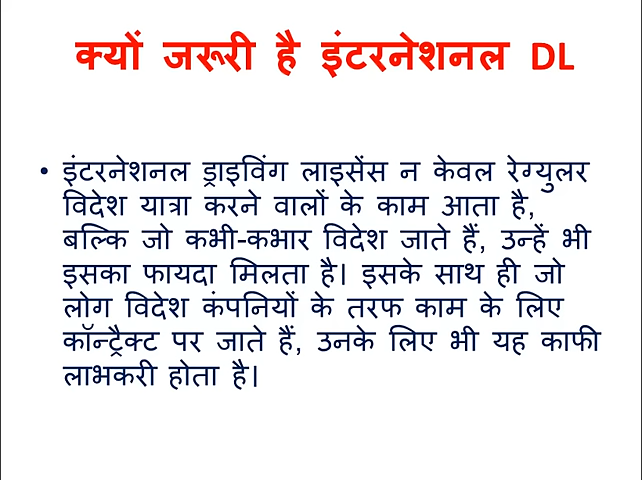 क्यों जरूरी है इंटरनेशनल DL
• इंटरनेशनल ड्राइविंग लाइसेंस न केवल रेग्युलर
विदेश यात्रा करने वालों के काम आता है,
बल्कि जो कभी-कभार विदेश जाते हैं, उन्हें भी
इसका फायदा मिलता है। इसके साथ ही जो
लोग विदेश कंपनियों के तरफ काम के लिए
कॉन्ट्रैक्ट पर जाते हैं, उनके लिए भी यह काफी
लाभकरी होता है।